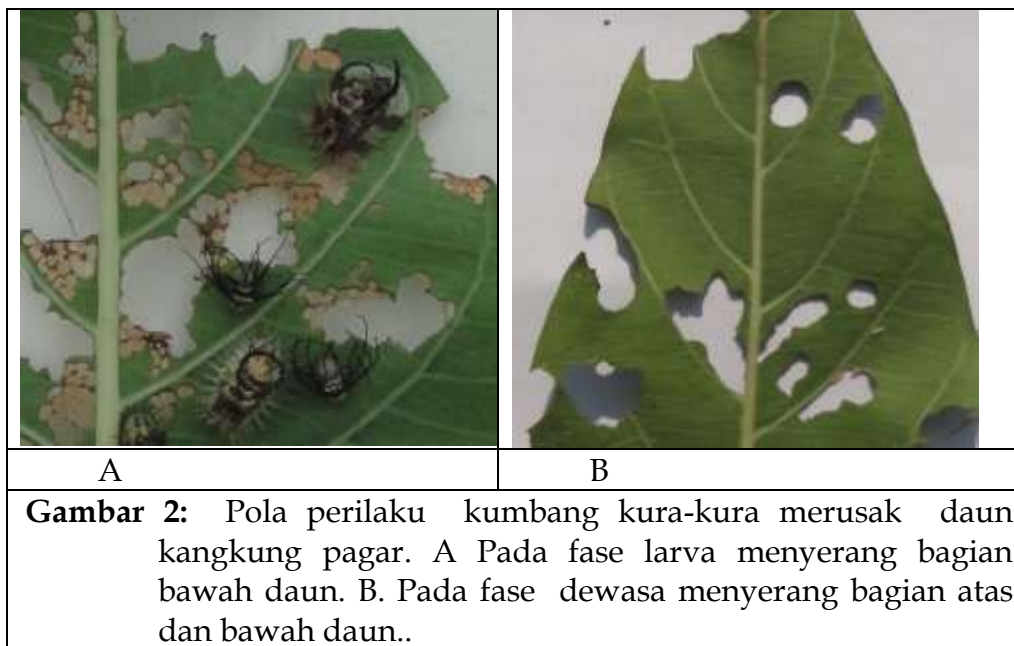 A
B
Gambar 2: Pola perilaku kumbang kura-kura merusak daun
kangkung pagar. A Pada fase larva menyerang bagian
bawah daun. B. Pada fase dewasa menyerang bagian atas
dan bawah daun..